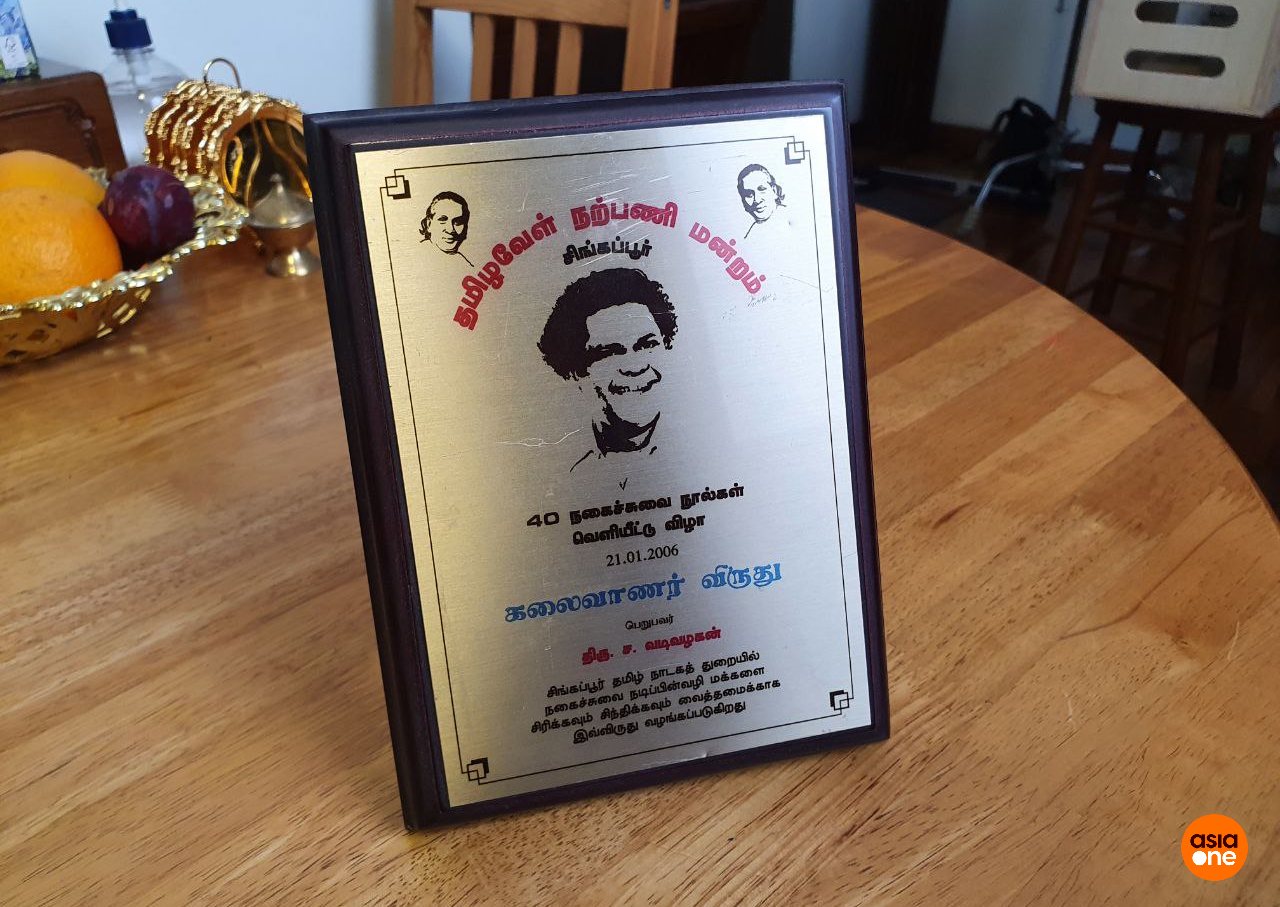 தமிழவேள் நற்பணி மன்றம்
சிங்கப்பூர்
40 நகைச்சுவை நூல்கள்
வெளியீட்டு விழா
21.01.2006
கலைவாணர் விருது
பெறுபவர்
திரு. ச. வடிவழகன்
சிங்கப்பூர் தமிழ் நாடகத் துறையில்
நகைச்சுவை நடிப்பின்வழி மக்களை
சிரிக்கவும் சிந்திக்கவும் வைத்தமைக்காக
இவ்விருது வழங்கப்படுகிறது
asia
one